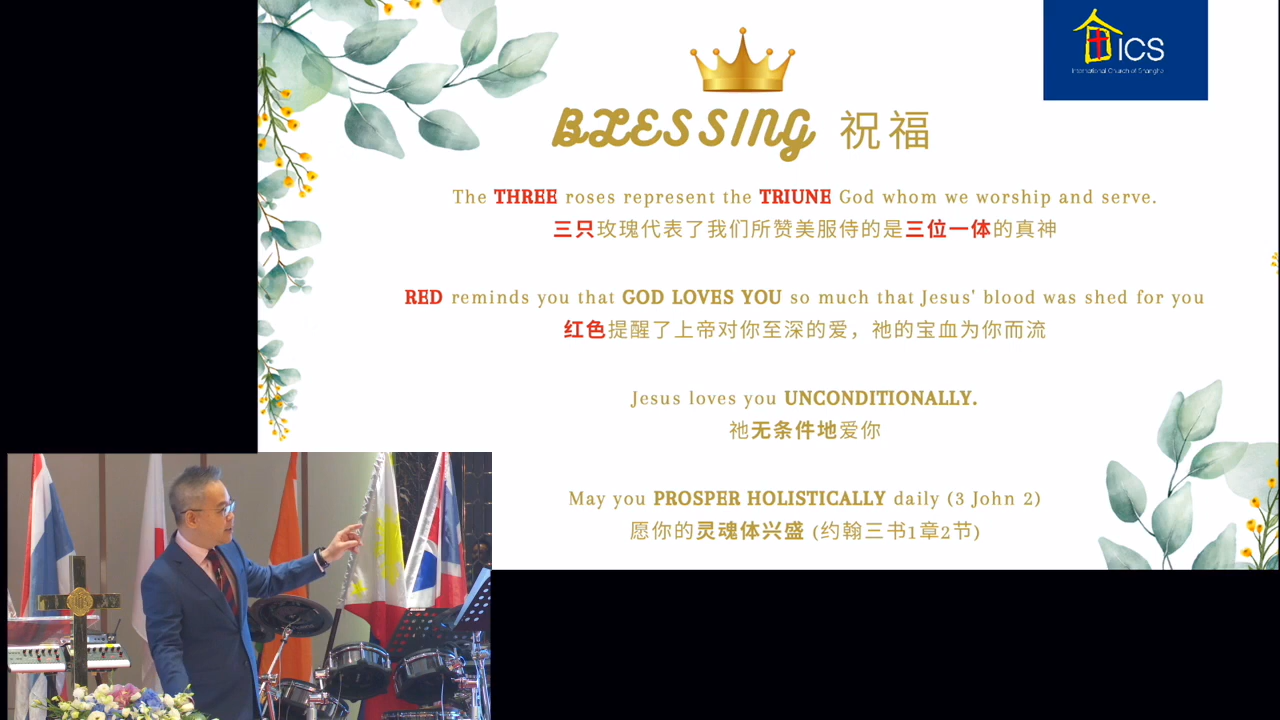 ICS
International Church of Shanghai
BLESSING 祝福
The THREE roses represent the TRIUNE God whom we worship and serve.
三只玫瑰代表了我们所赞美服侍的是三位一体的真神
RED reminds you that GOD LOVES YOU so much that Jesus' blood was shed for you
红色提醒了上帝对你至深的爱，祂的宝血为你而流
Jesus loves you UNCONDITIONALLY.
祂无条件地爱你
May you PROSPER HOLISTICALLY daily (3 John 2)
愿你的灵魂体兴盛 (约翰三书1章2节)